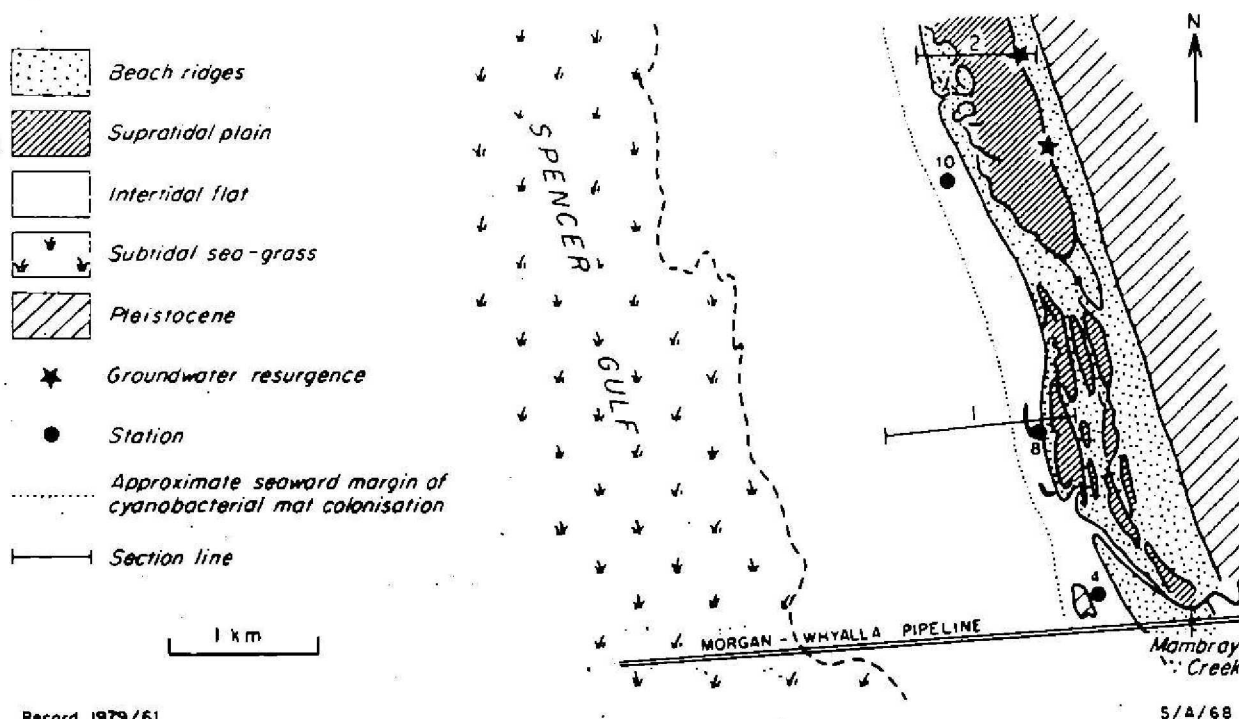 Beach ridges
Supratidal plain
Intertidal flat
Subtidal sea-grass
Pleistocene
Groundwater resurgence
Station
Approximate seaward margin of
cyanobacterial mat colonisation
Section line
1 km
Record 1979/61
SPENCER
GULF
N
2
10
1
8
4
MORGAN-WHYALLA PIPELINE
Mambray
Creek
5/A/68